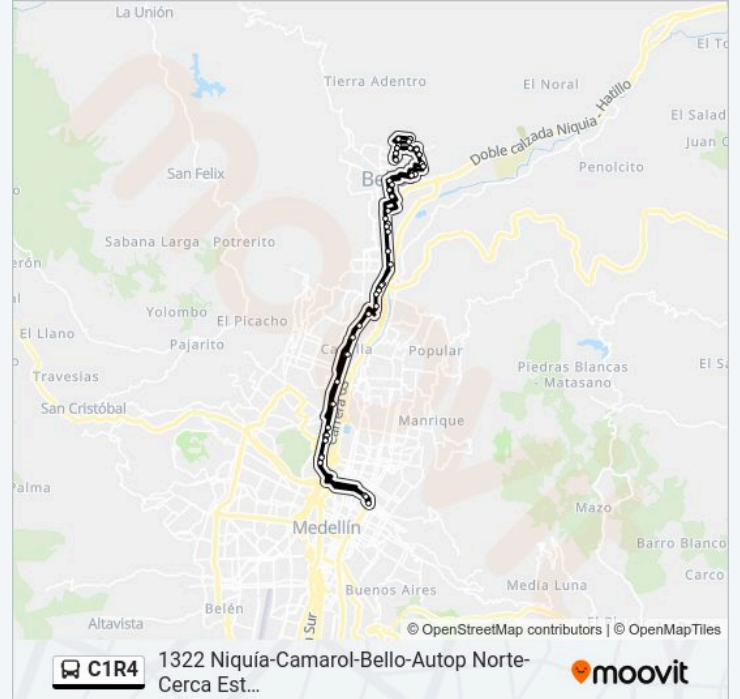 La Unión
El To
Tierra Adentro
El Noral
Doble calzada Niquia - Hatillo
El Salad
Juan C
Penolcito
San Felix
Be
Sabana Larga
Potrerito
erón
al
Yolombo
El Picacho
El Llano
Pajarito
Popular
Piedras Blancas
- Matasano
El Sa
Travesías
San Cristóbal
Carrera 63
Manrique
Palma
Mazo
Medellín
Barro Blanco
Carco
Buenos Aires
Media Luna
Belén
Altavista
o Sur
© OpenStreetMap contributors | © OpenMapTiles
C1R4
1322 Niquía-Camarol-Bello-Autop Norte-
Cerca Est...
moovit